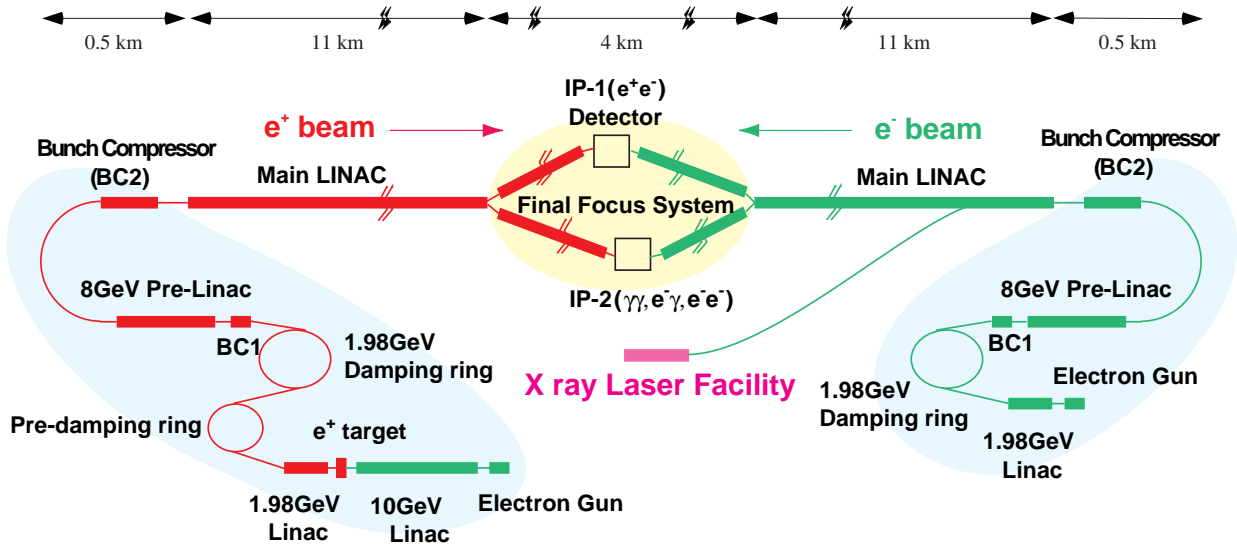 0.5 km
11 km
4 km
11 km
0.5 km
IP-1(e⁺e⁻)
Detector
e⁺ beam
e⁻ beam
Bunch Compressor
(BC2)
Main LINAC
Main LINAC
Bunch Compressor
(BC2)
Final Focus System
IP-2(γγ,e⁻γ,e⁻e⁻)
8GeV Pre-Linac
BC1
1.98GeV
Damping ring
Pre-damping ring
e⁺ target
1.98GeV
Linac
10GeV
Linac
Electron Gun
X ray Laser Facility
8GeV Pre-Linac
BC1
1.98GeV
Damping ring
Electron Gun
1.98GeV
Linac